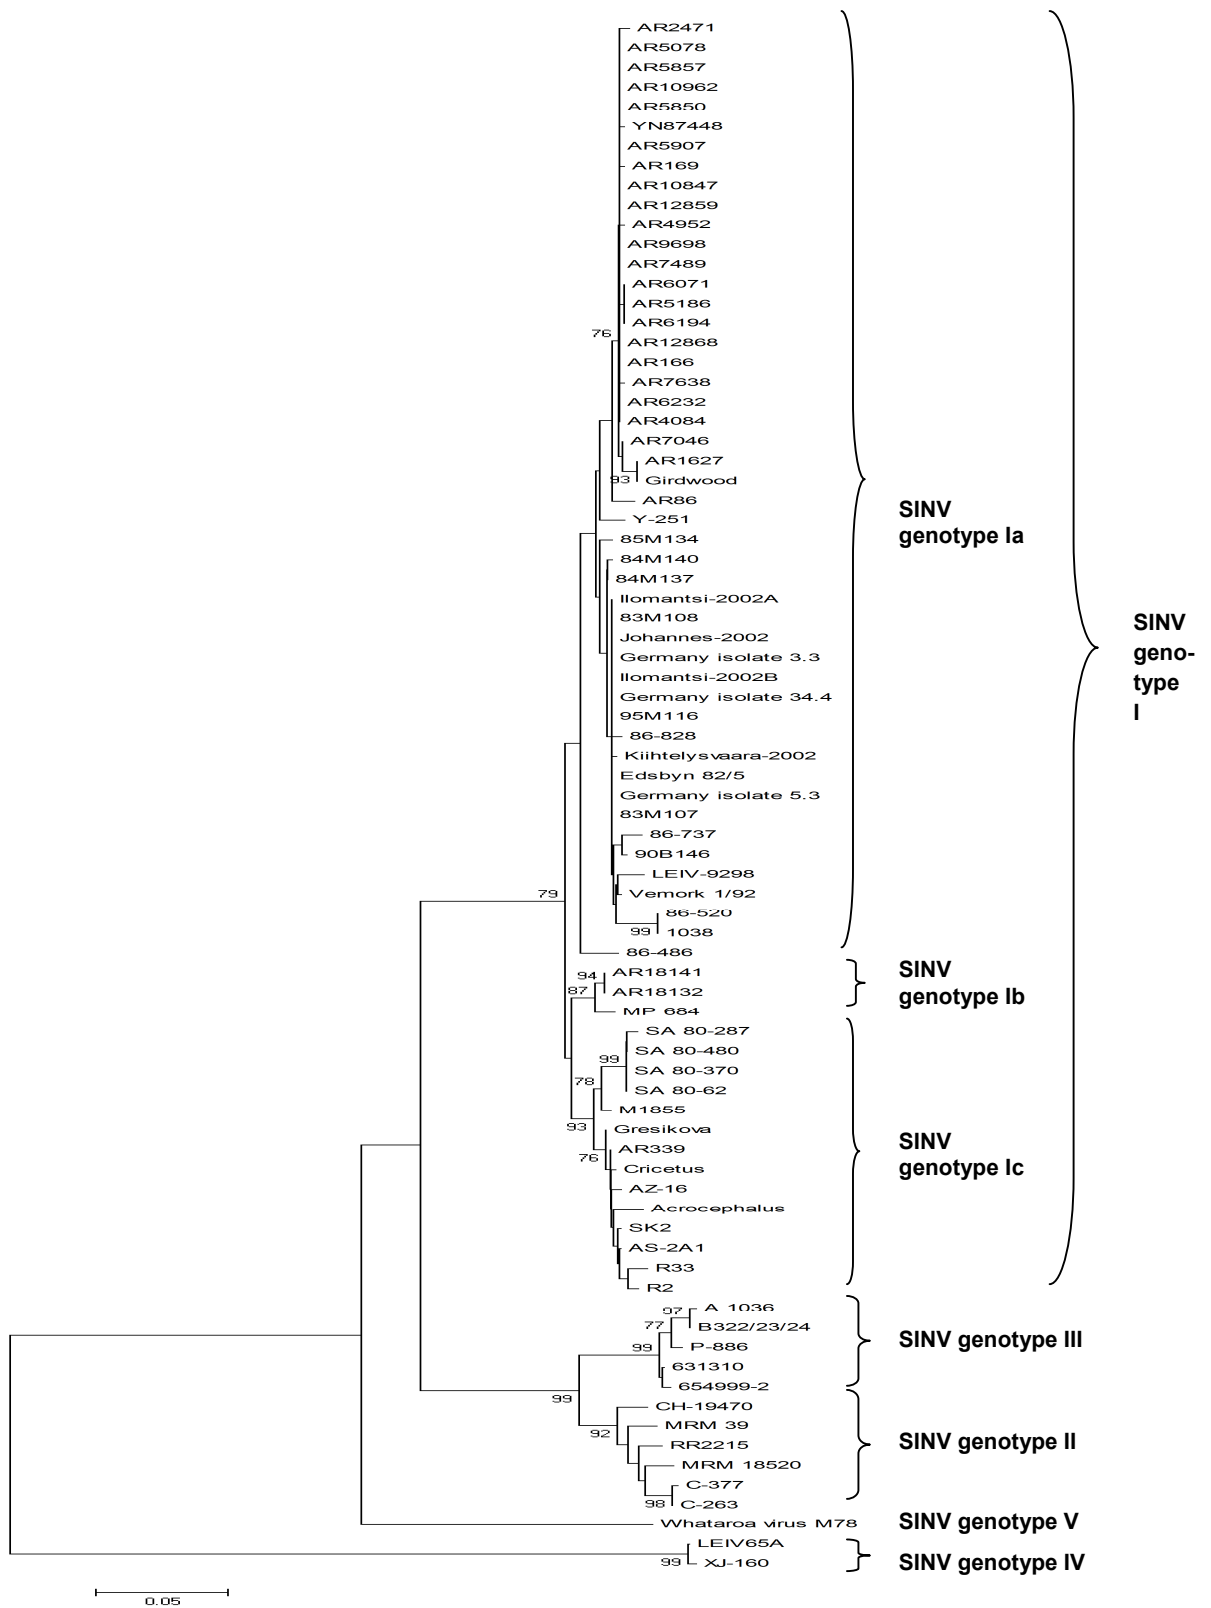 AR2471
AR5078
AR5857
AR10962
AR5850
YN87448
AR5907
AR169
AR10847
AR12859
AR4952
AR9698
AR7489
AR6071
AR5186
AR6194
76
AR12868
AR166
AR7638
AR6232
AR4084
AR7046
AR1627
93
Girdwood
AR86
Y-251
85M134
84M140
84M137
Ilomantsi-2002A
83M108
Johannes-2002
Germany isolate 3.3
Ilomantsi-2002B
Germany isolate 34.4
95M116
86-828
Kiihtelysvaara-2002
Edsbyn 82/5
Germany isolate 5.3
83M107
86-737
90B146
LEIV-9298
79
Vemork 1/92
86-520
99
1038
86-486
SINV
genotype Ia
94
AR18141
87
AR18132
MP 684
SINV
genotype Ib
SA 80-287
SA 80-480
99
SA 80-370
78
SA 80-62
M1855
93
Gresikova
AR339
76
Cricetus
AZ-16
Acrocephalus
SK2
AS-2A1
R33
R2
SINV
genotype Ic
SINV
geno-
type
I
97
A 1036
77
B322/23/24
99
P-886
631310
654999-2
SINV genotype III
99
CH-19470
92
MRM 39
RR2215
MRM 18520
C-377
98
C-263
SINV genotype II
Whataroa virus M78
SINV genotype V
LEIV65A
99
XJ-160
SINV genotype IV
0.05